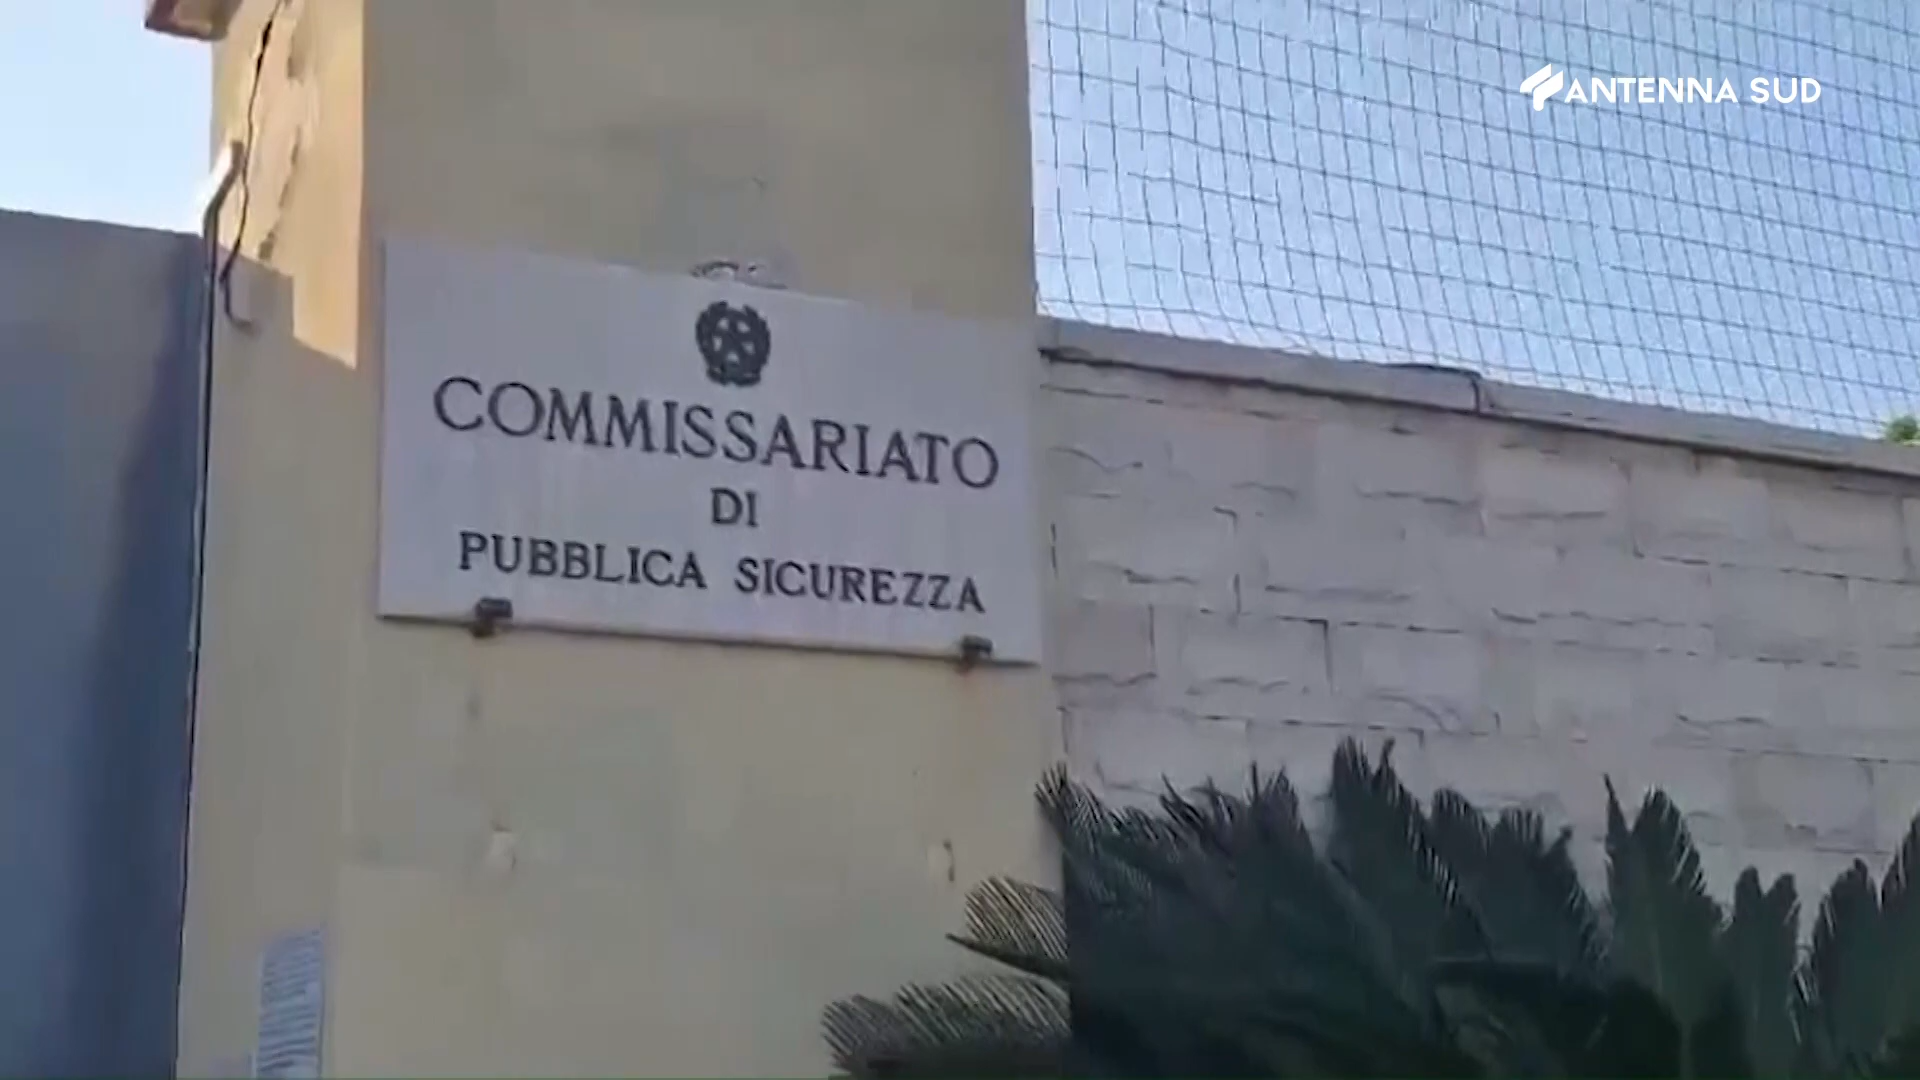 ANTENNA SUD
COMMISSARIATO
DI
PUBBLICA SICUREZZA